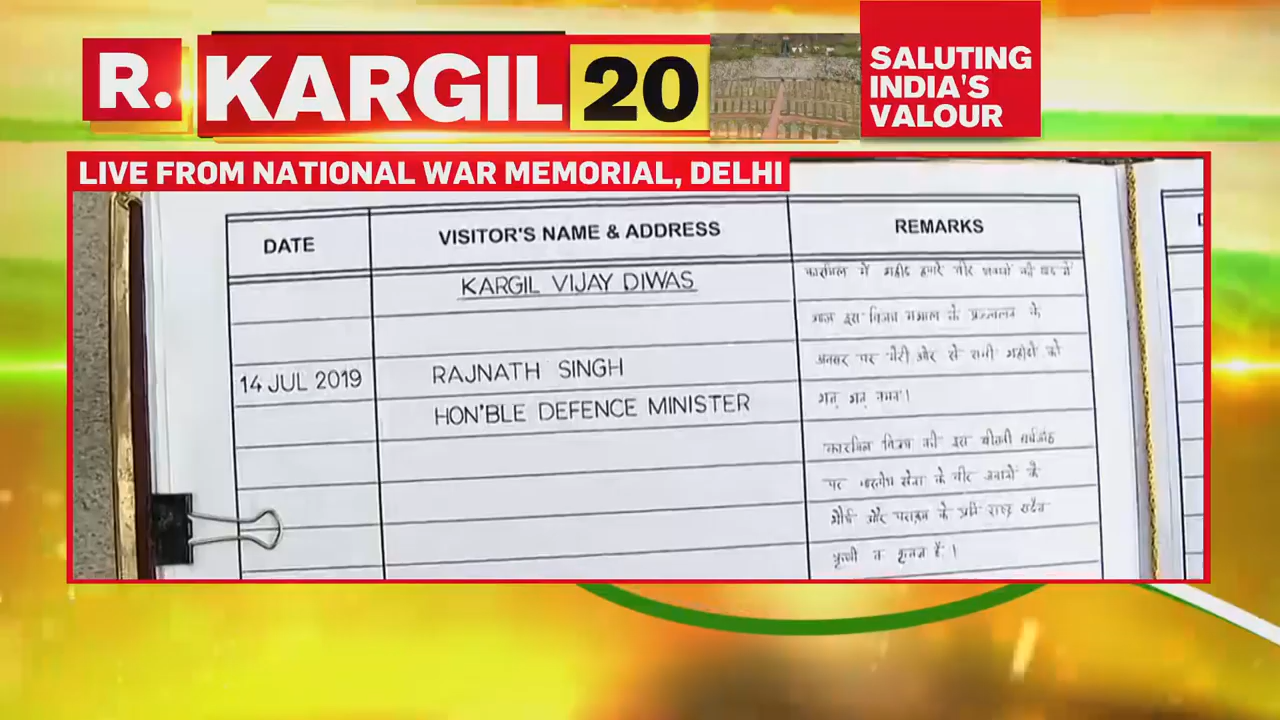 R. KARGIL 20
SALUTING
INDIA'S
VALOUR
LIVE FROM NATIONAL WAR MEMORIAL, DELHI
DATE VISITOR'S NAME & ADDRESS REMARKS
KARGIL VIJAY DIWAS
कारगिल में शहीद हमारे वीर जवानों की याद में
आज इस विजय मशाल के प्रज्जवलन के
14 JUL 2019 RAJNATH SINGH
अवसर पर मेरी ओर से सभी शहीदों को
HON'BLE DEFENCE MINISTER
शत् शत् नमन।
कारगिल विजय की इस बीसवीं वर्षगांठ
पर भारतीय सेना के वीर जवानों के
शौर्य और पराक्रम के प्रति राष्ट्र सदैव
ऋणी व कृतज्ञ है।